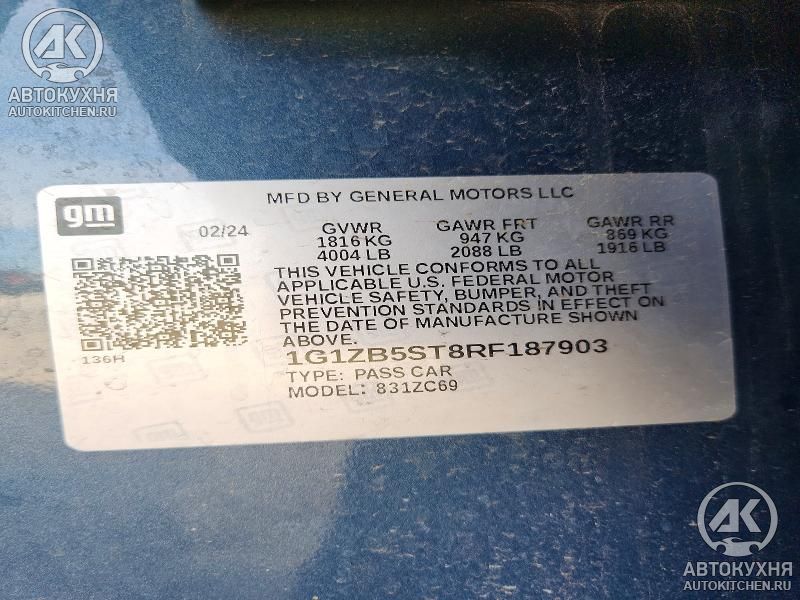 AK
АВТОКУХНЯ
AUTOKITCHEN.RU
gm
MFD BY GENERAL MOTORS LLC
02/24
GVWR GAWR FRT GAWR RR
1816 KG 947 KG 869 KG
4004 LB 2088 LB 1916 LB
THIS VEHICLE CONFORMS TO ALL
APPLICABLE U.S. FEDERAL MOTOR
VEHICLE SAFETY, BUMPER, AND THEFT
PREVENTION STANDARDS IN EFFECT ON
THE DATE OF MANUFACTURE SHOWN
ABOVE.
136H
1G1ZB5ST8RF187903
TYPE: PASS CAR
MODEL: 831ZC69
AK
АВТОКУХНЯ
AUTOKITCHEN.RU